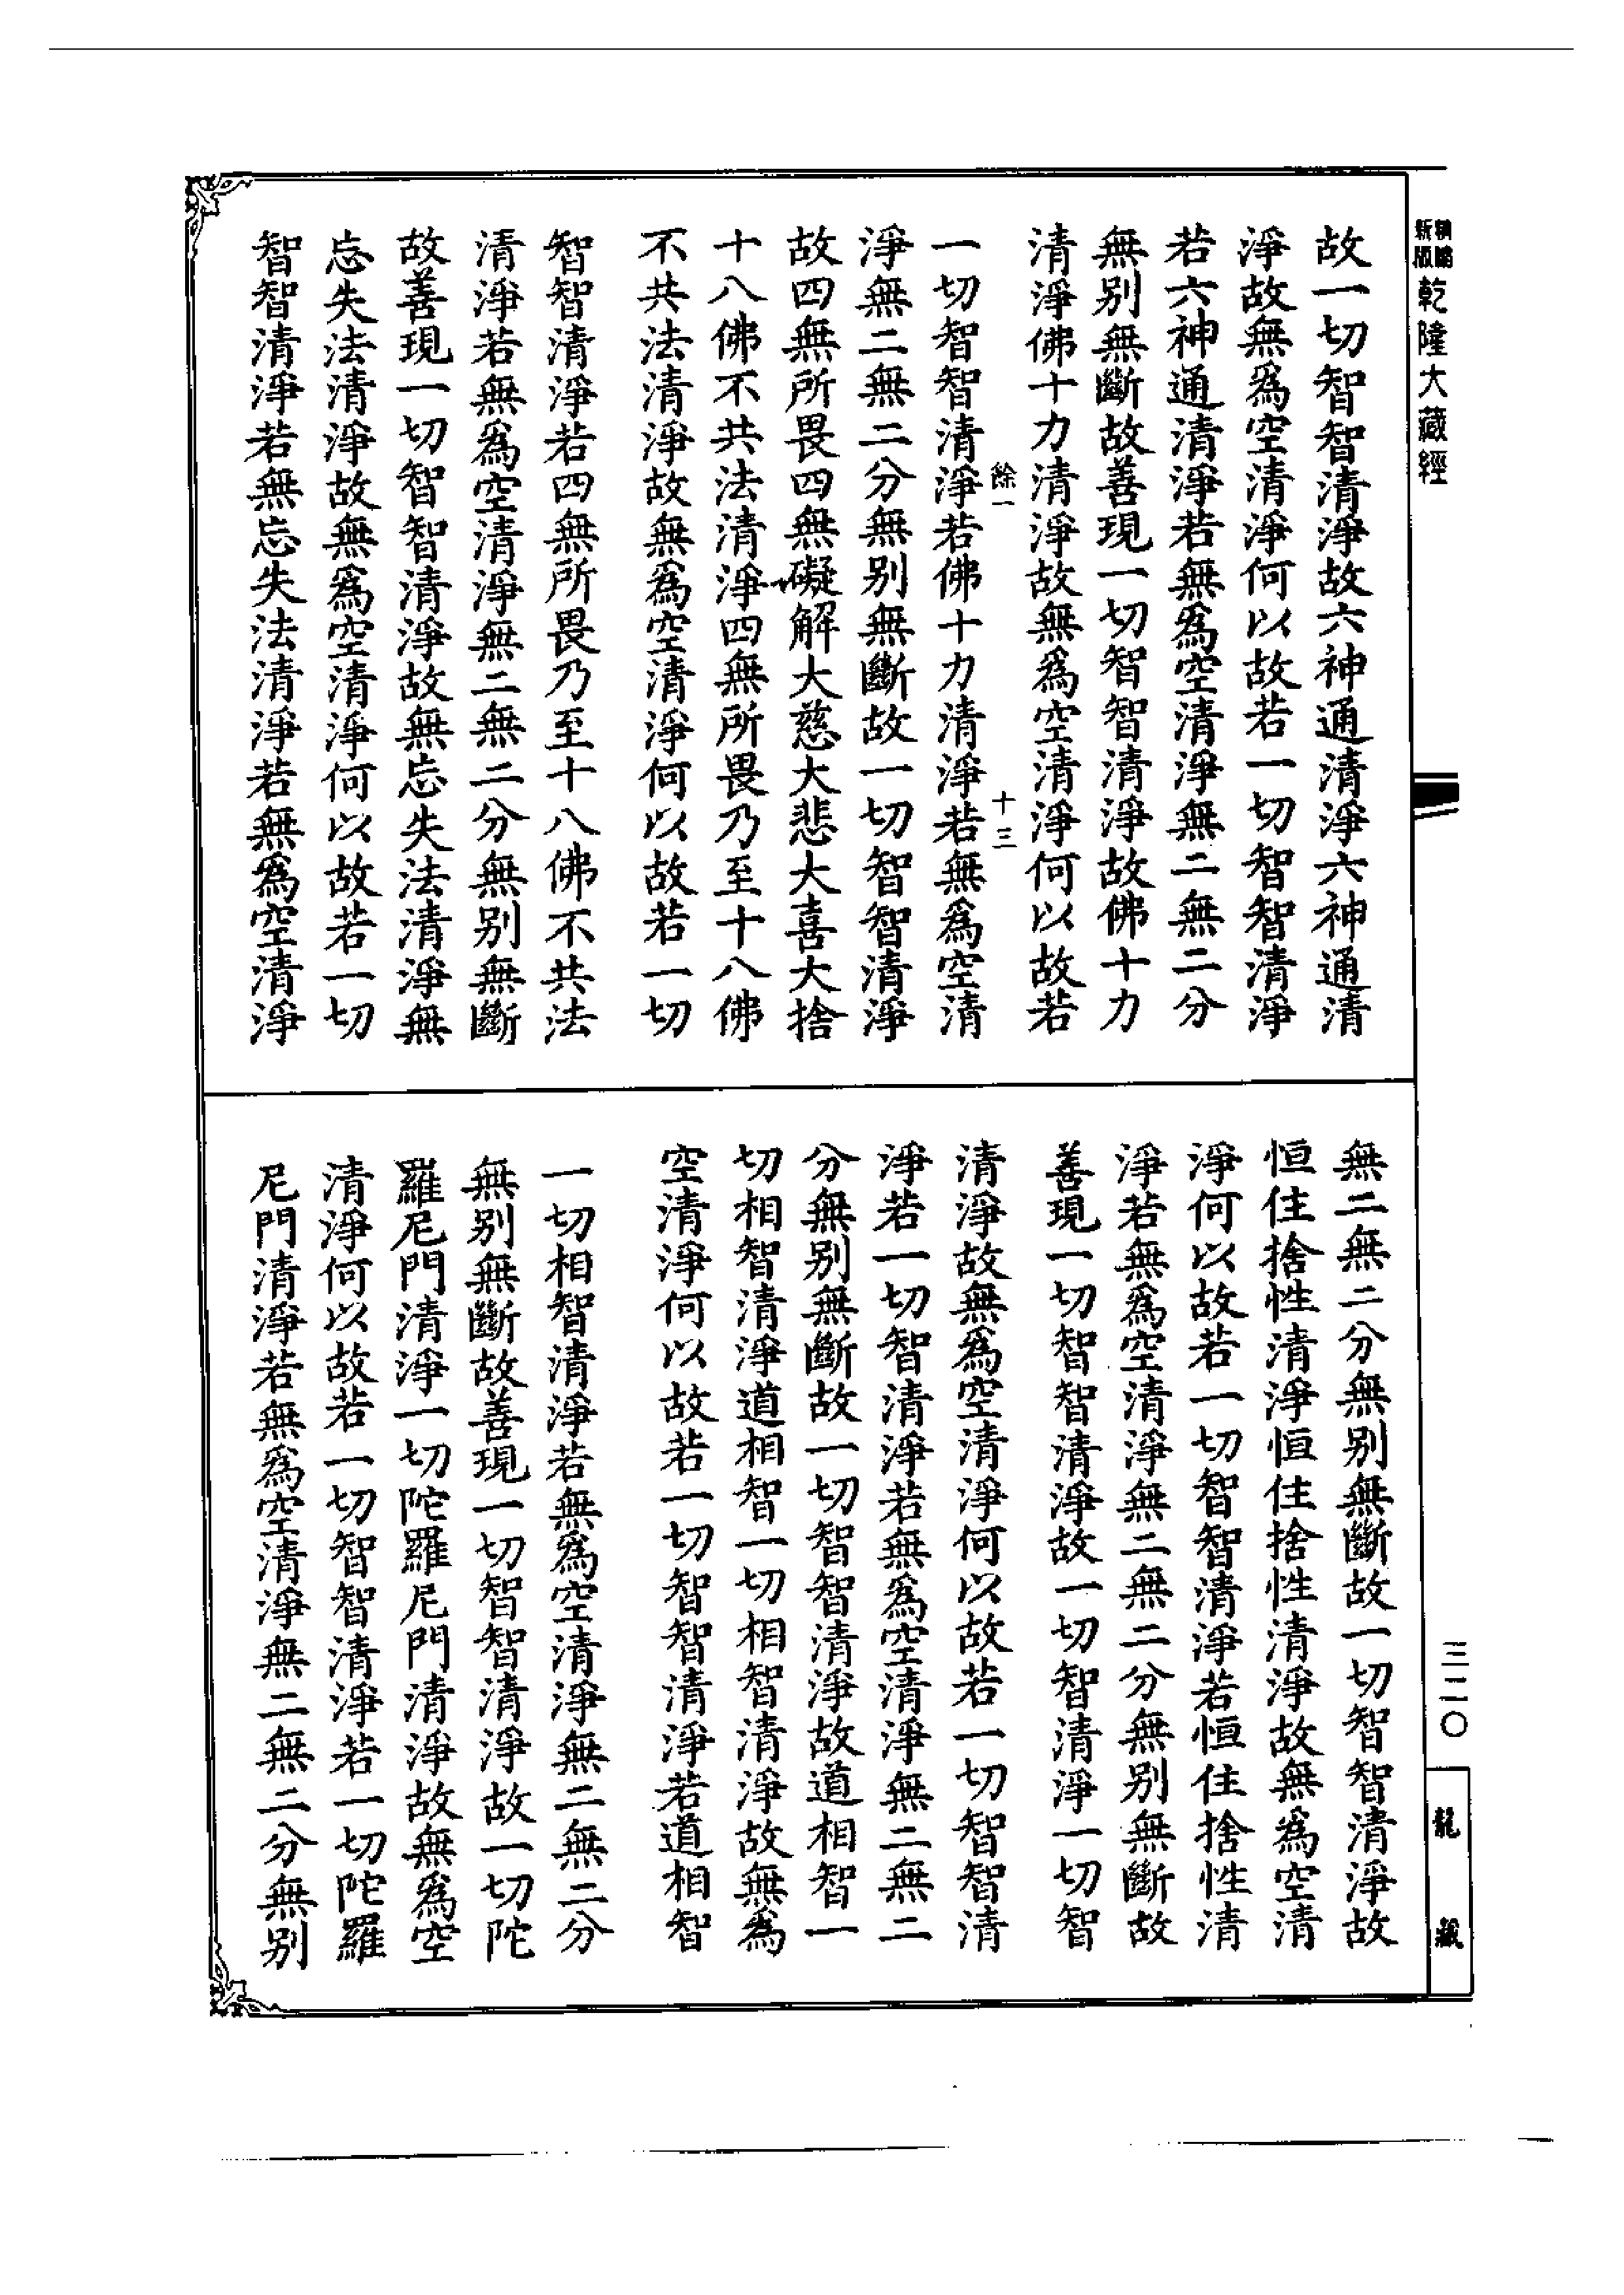 新版
乾隆大藏經
三二〇
龍藏
故一切智智清淨故六神通清淨六神通清
淨故無爲空清淨何以故若一切智智清淨
若六神通清淨若無爲空清淨無二無二分
無别無斷故善現一切智智清淨故佛十力
清淨佛十力清淨故無爲空清淨何以故若
餘一
十三
一切智智清淨若佛十力清淨若無爲空清
淨無二無二分無别無斷故一切智智清淨
故四無所畏四無礙解大慈大悲大喜大捨
十八佛不共法清淨四無所畏乃至十八佛
不共法清淨故無爲空清淨何以故若一切
智智清淨若四無所畏乃至十八佛不共法
清淨若無爲空清淨無二無二分無别無斷
故善現一切智智清淨故無忘失法清淨無
忘失法清淨故無爲空清淨何以故若一切
智智清淨若無忘失法清淨若無爲空清淨
無二無二分無别無斷故一切智智清淨故
恒住捨性清淨恒住捨性清淨故無爲空清
淨何以故若一切智智清淨若恒住捨性清
淨若無爲空清淨無二無二分無别無斷故
善現一切智智清淨故一切智清淨一切智
清淨故無爲空清淨何以故若一切智智清
淨若一切智清淨若無爲空清淨無二無二
分無别無斷故一切智智清淨故道相智一
切相智清淨道相智一切相智清淨故無爲
空清淨何以故若一切智智清淨若道相智
一切相智清淨若無爲空清淨無二無二分
無别無斷故善現一切智智清淨故一切陀
羅尼門清淨一切陀羅尼門清淨故無爲空
清淨何以故若一切智智清淨若一切陀羅
尼門清淨若無爲空清淨無二無二分無别